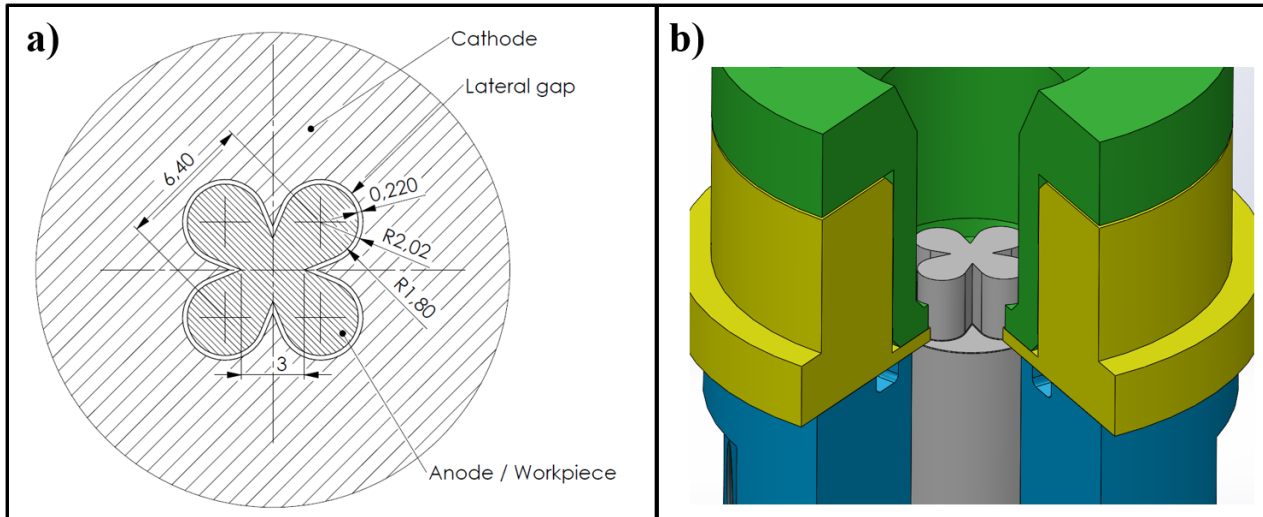 a)
Cathode
Lateral gap
6,40
0,220
R2,02
R1,80
3
Anode / Workpiece
b)